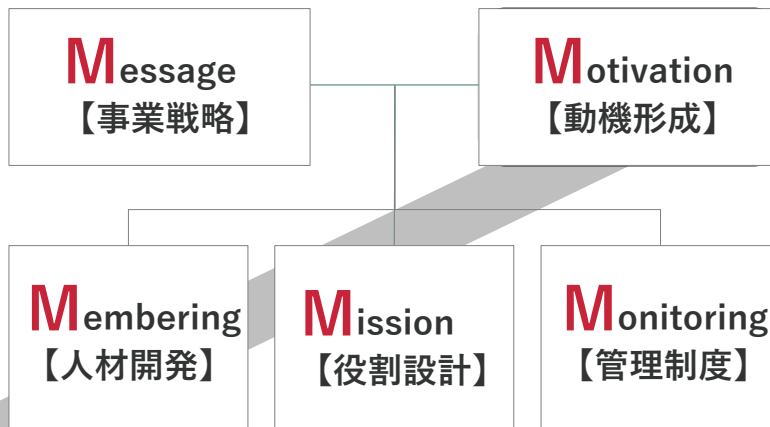 Message
【事業戦略】
Motivation
【動機形成】
Membering
【人材開発】
Mission
【役割設計】
Monitoring
【管理制度】